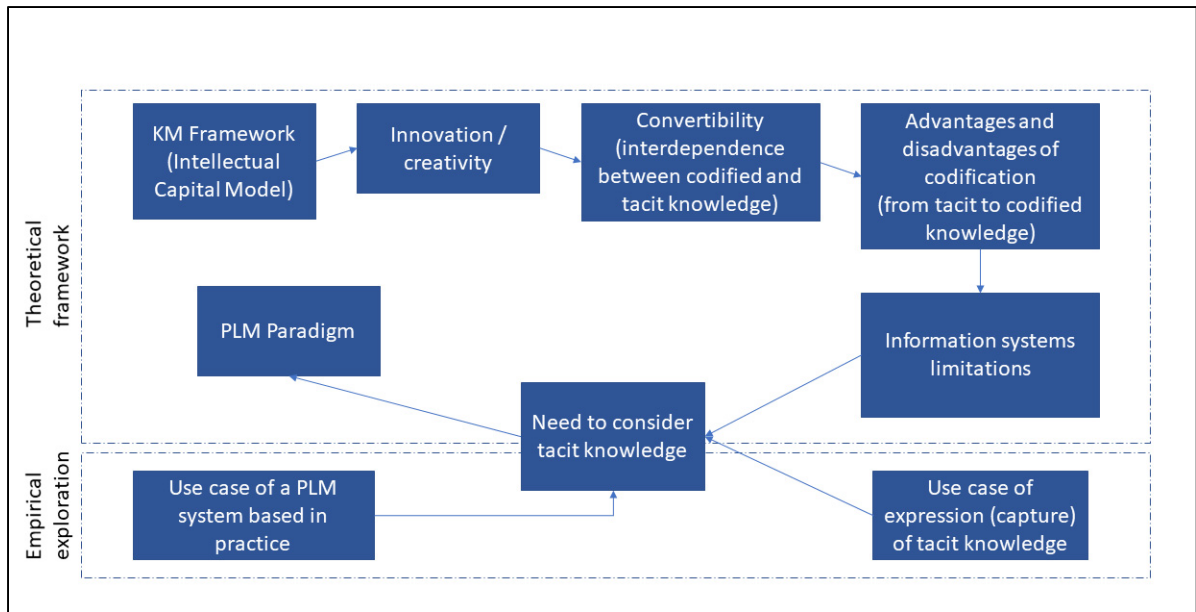 KM Framework
(Intellectual
Capital Model)
Innovation /
creativity
Convertibility
(interdependence
between codified and
tacit knowledge)
Advantages and
disadvantages of
codification
(from tacit to codified
knowledge)
Theoretical
framework
PLM Paradigm
Information systems
limitations
Need to consider
tacit knowledge
Empirical
exploration
Use case of a PLM
system based in
practice
Use case of
expression (capture)
of tacit knowledge